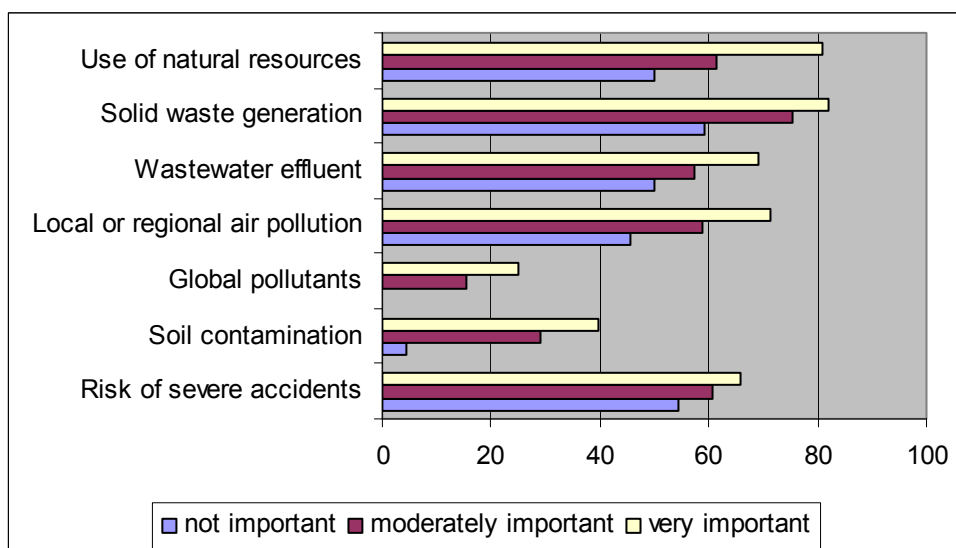 Use of natural resources
Solid waste generation
Wastewater effluent
Local or regional air pollution
Global pollutants
Soil contamination
Risk of severe accidents
0 20 40 60 80 100
not important moderately important very important